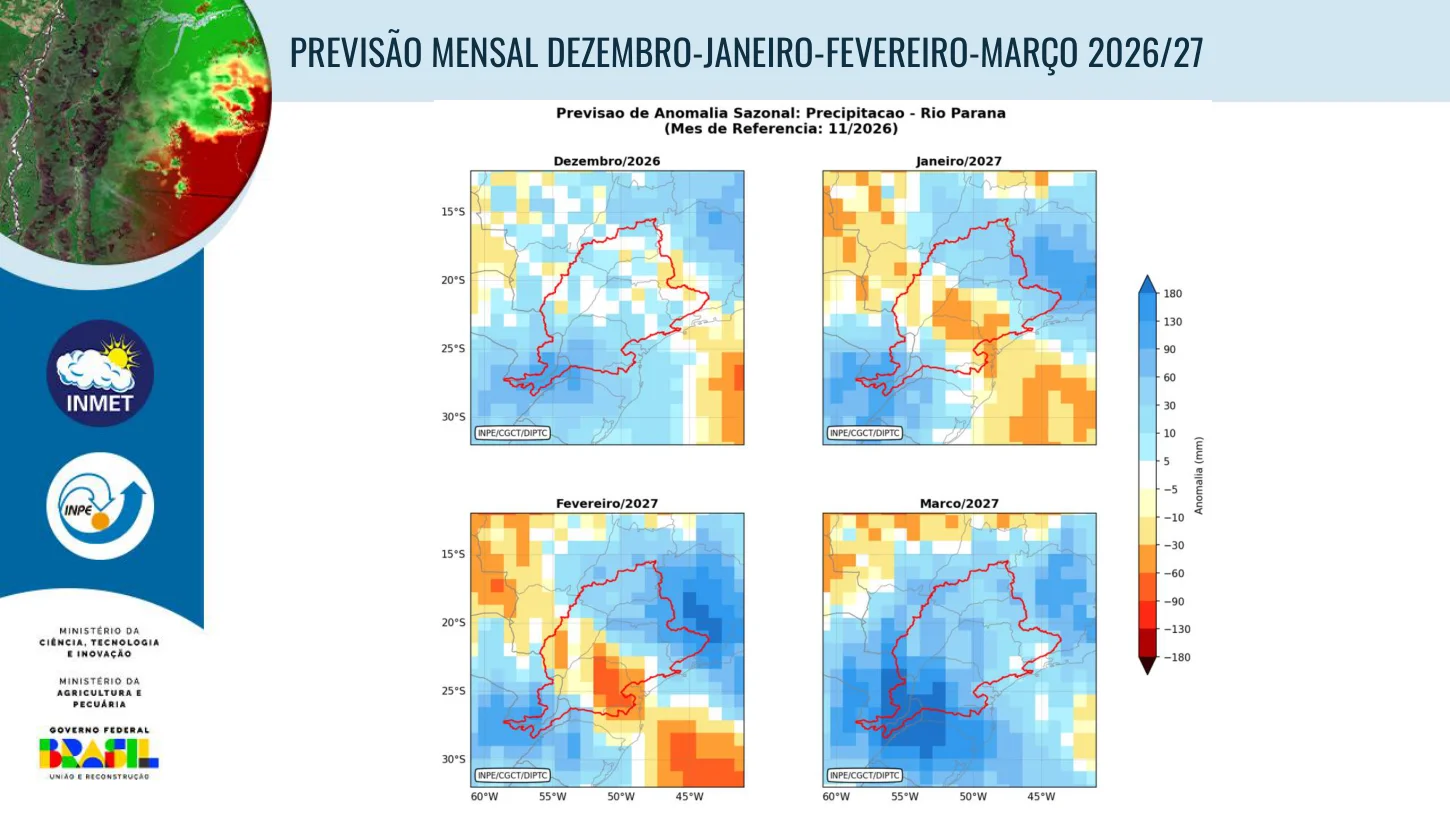 PREVISÃO MENSAL DEZEMBRO-JANEIRO-FEVEREIRO-MARÇO 2026/27
Previsao de Anomalia Sazonal: Precipitacao - Rio Parana
(Mes de Referencia: 11/2026)
Dezembro/2026
15°S
20°S
25°S
30°S
INPE/CGCT/DIPTC
Janeiro/2027
INPE/CGCT/DIPTC
Fevereiro/2027
15°S
20°S
25°S
30°S
INPE/CGCT/DIPTC
60°W 55°W 50°W 45°W
Marco/2027
INPE/CGCT/DIPTC
60°W 55°W 50°W 45°W
180
130
90
60
30
10
5
−5
−10
−30
−60
−90
−130
−180
Anomalia (mm)
INMET
INPE
MINISTÉRIO DA
CIÊNCIA, TECNOLOGIA
E INOVAÇÃO
MINISTÉRIO DA
AGRICULTURA E
PECUÁRIA
GOVERNO FEDERAL
BRASIL
UNIÃO E RECONSTRUÇÃO